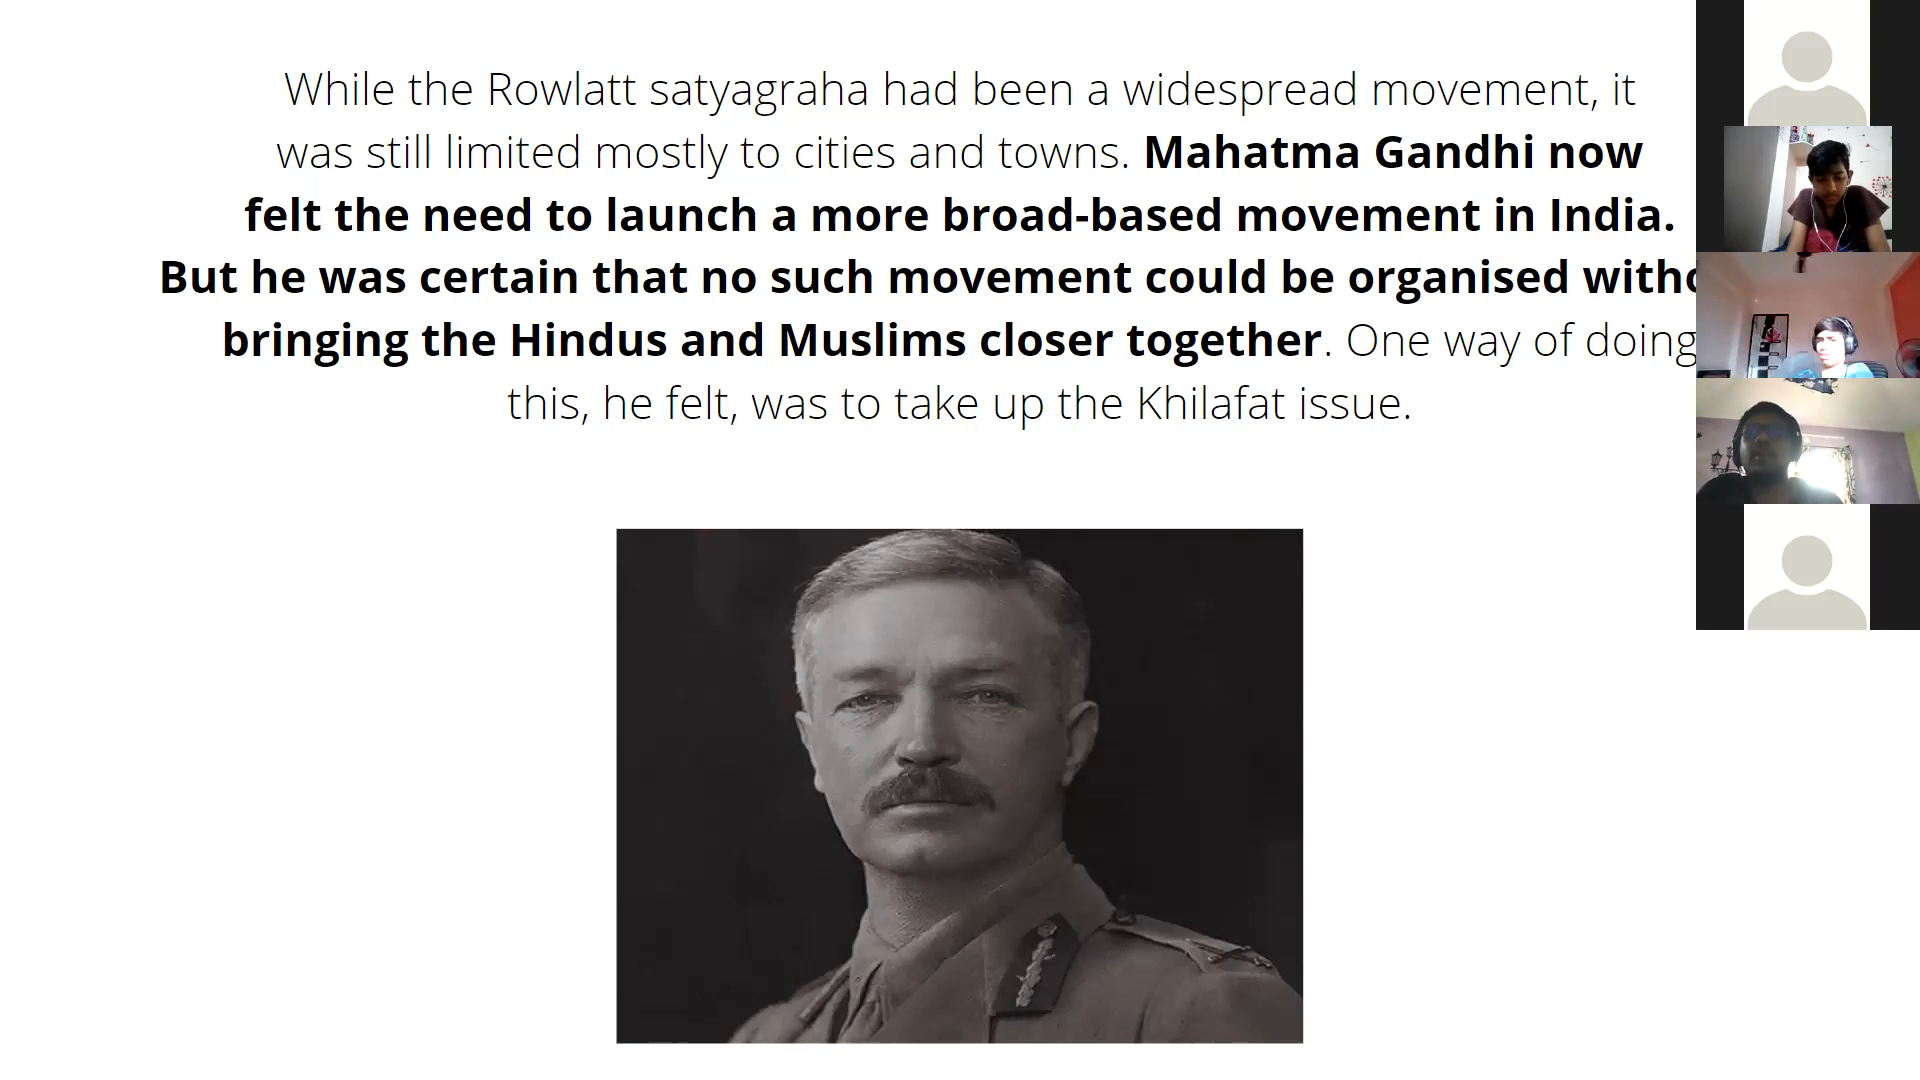 While the Rowlatt satyagraha had been a widespread movement, it
was still limited mostly to cities and towns. Mahatma Gandhi now
felt the need to launch a more broad-based movement in India.
But he was certain that no such movement could be organised
bringing the Hindus and Muslims closer together. One way of doing
this, he felt, was to take up the Khilafat issue.